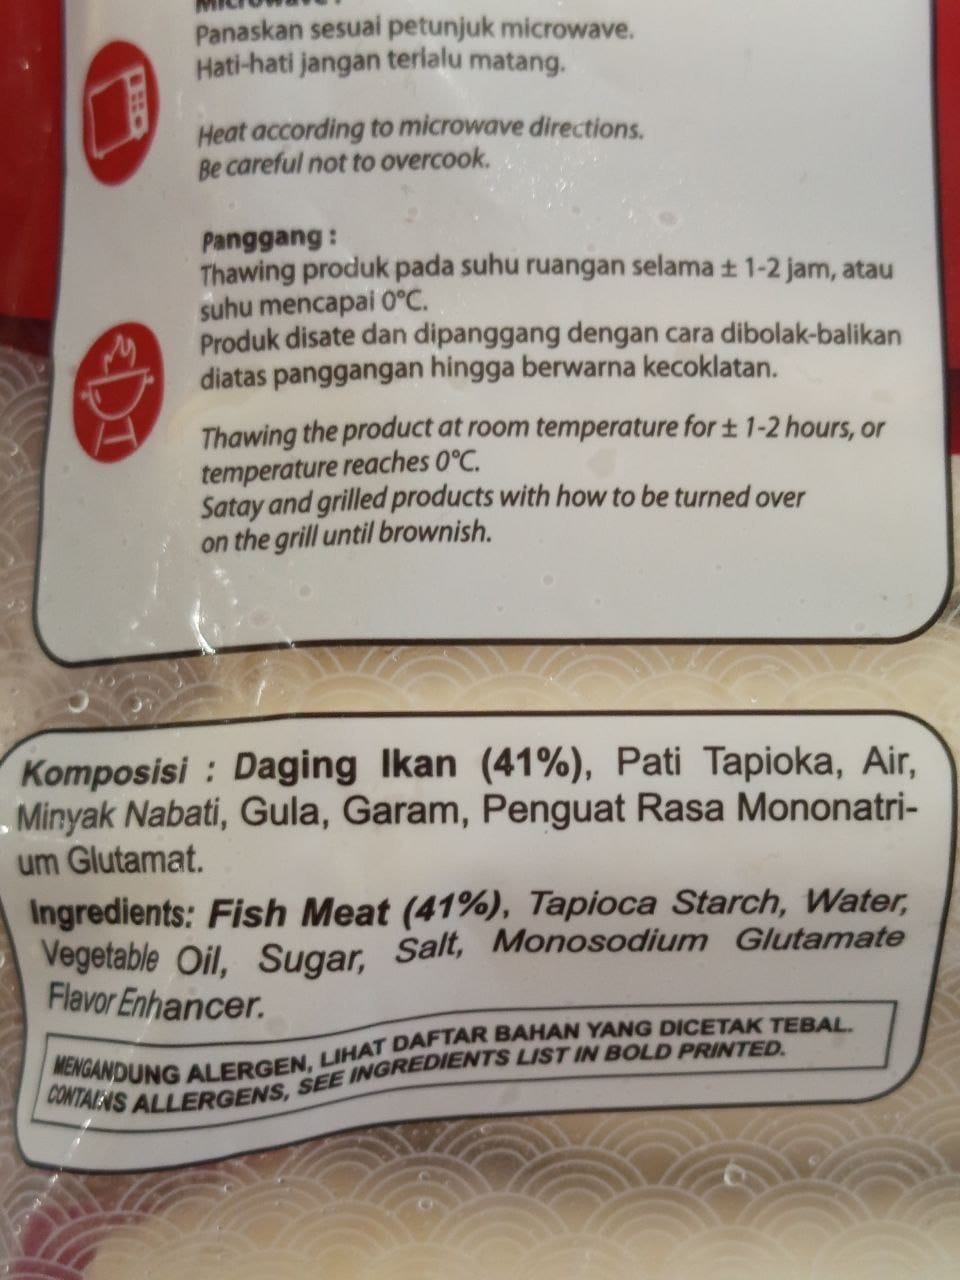 Microwave :
Panaskan sesuai petunjuk microwave.
Hati-hati jangan terlalu matang.
Heat according to microwave directions.
Be careful not to overcook.
Panggang :
Thawing produk pada suhu ruangan selama ± 1-2 jam, atau
suhu mencapai 0°C.
Produk disate dan dipanggang dengan cara dibolak-balikan
diatas panggangan hingga berwarna kecoklatan.
Thawing the product at room temperature for ± 1-2 hours, or
temperature reaches 0°C.
Satay and grilled products with how to be turned over
on the grill until brownish.
Komposisi : Daging Ikan (41%), Pati Tapioka, Air,
Minyak Nabati, Gula, Garam, Penguat Rasa Mononatri-
um Glutamat.
Ingredients: Fish Meat (41%), Tapioca Starch, Water,
Vegetable Oil, Sugar, Salt, Monosodium Glutamate
Flavor Enhancer.
MENGANDUNG ALERGEN, LIHAT DAFTAR BAHAN YANG DICETAK TEBAL.
CONTAINS ALLERGENS, SEE INGREDIENTS LIST IN BOLD PRINTED.